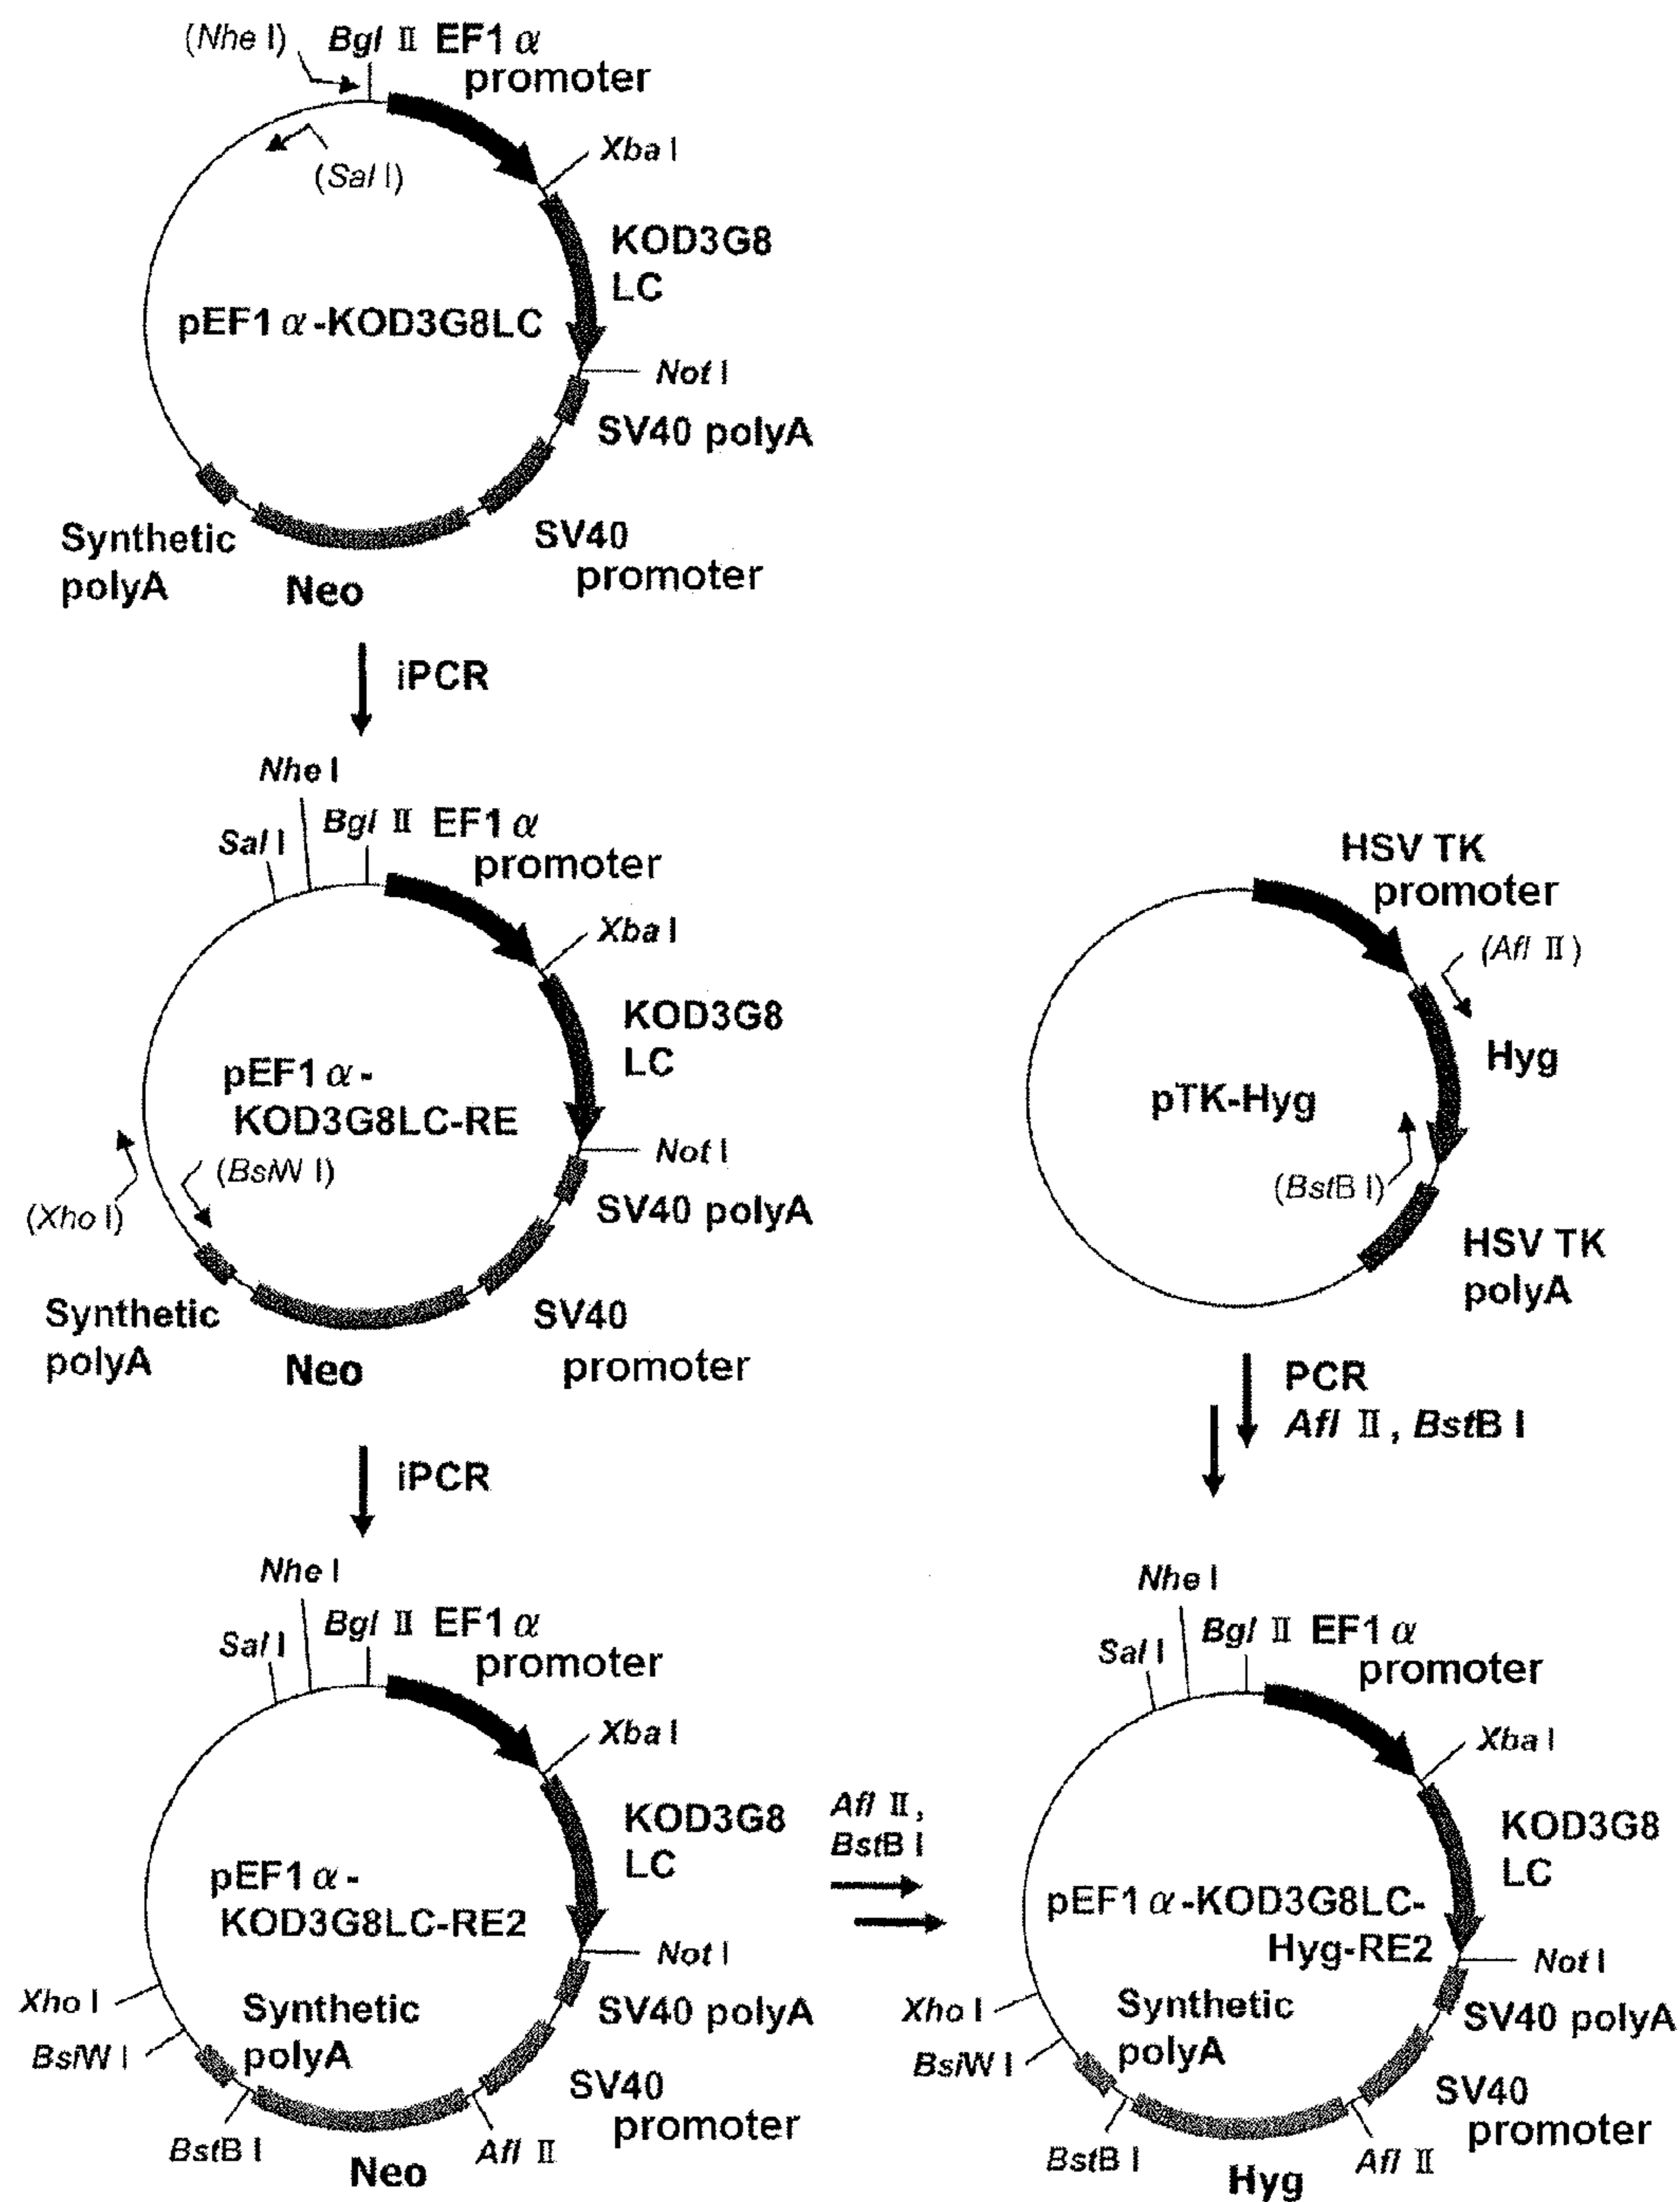 (Nhe I)
Bgl II EF1α
promoter
Xba I
(Sal I)
KOD3G8
LC
pEF1α-KOD3G8LC
Not I
SV40 polyA
Synthetic
polyA
SV40
promoter
Neo
iPCR
Nhe I
Sal I
Bgl II EF1α
promoter
Xba I
KOD3G8
LC
pEF1α-
KOD3G8LC-RE
Not I
(BsiW I)
(Xho I)
SV40 polyA
Synthetic
polyA
SV40
promoter
Neo
HSV TK
promoter
(Afl II)
Hyg
pTK-Hyg
(BstB I)
HSV TK
polyA
PCR
Afl II, BstB I
iPCR
Nhe I
Sal I
Bgl II EF1α
promoter
Xba I
KOD3G8
LC
pEF1α-
KOD3G8LC-RE2
Not I
Xho I
Synthetic
polyA
SV40 polyA
BsiW I
SV40
promoter
BstB I
Afl II
Neo
Afl II,
BstB I
Nhe I
Sal I
Bgl II EF1α
promoter
Xba I
KOD3G8
LC
pEF1α-KOD3G8LC-
Hyg-RE2
Not I
Xho I
Synthetic
polyA
SV40 polyA
BsiW I
SV40
promoter
BstB I
Afl II
Hyg